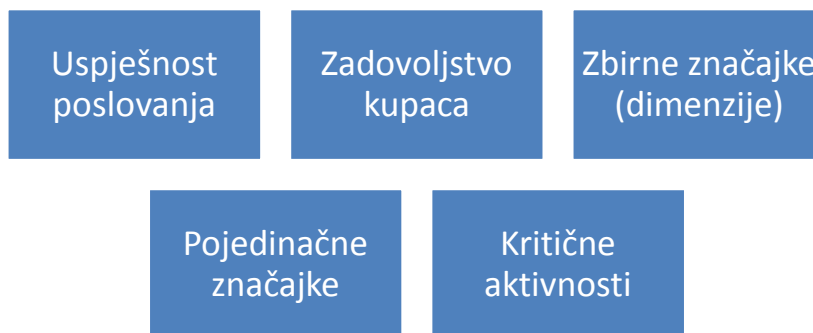 Uspješnost
poslovanja
Zadovoljstvo
kupaca
Zbirne značajke
(dimenzije)
Pojedinačne
značajke
Kritične
aktivnosti